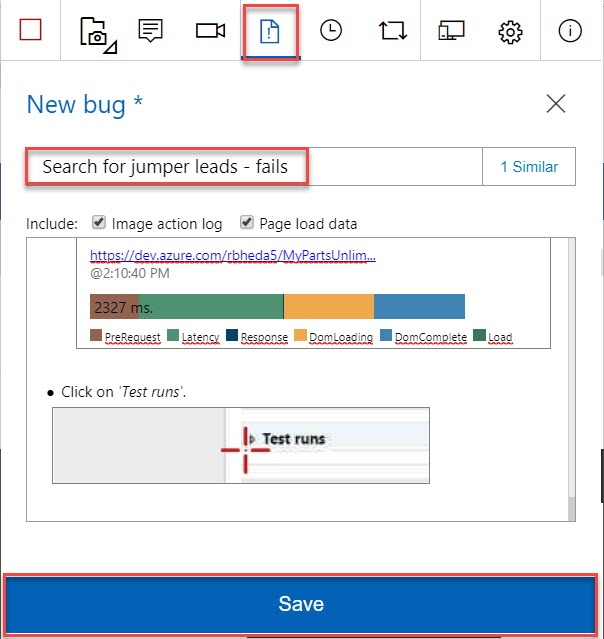 New bug *
Search for jumper leads - fails
1 Similar
Include: Image action log Page load data
https://dev.azure.com/rbheda5/MyPartsUnlim...
@2:10:40 PM
2327 ms.
PreRequest Latency Response DomLoading DomComplete Load
• Click on 'Test runs'.
Test runs
Save